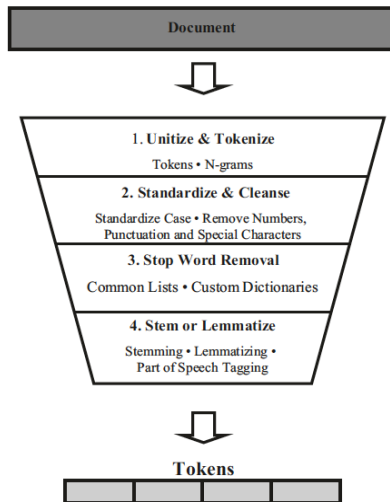 Document
1. Unitize & Tokenize
Tokens • N-grams
2. Standardize & Cleanse
Standardize Case • Remove Numbers,
Punctuation and Special Characters
3. Stop Word Removal
Common Lists • Custom Dictionaries
4. Stem or Lemmatize
Stemming • Lemmatizing •
Part of Speech Tagging
Tokens